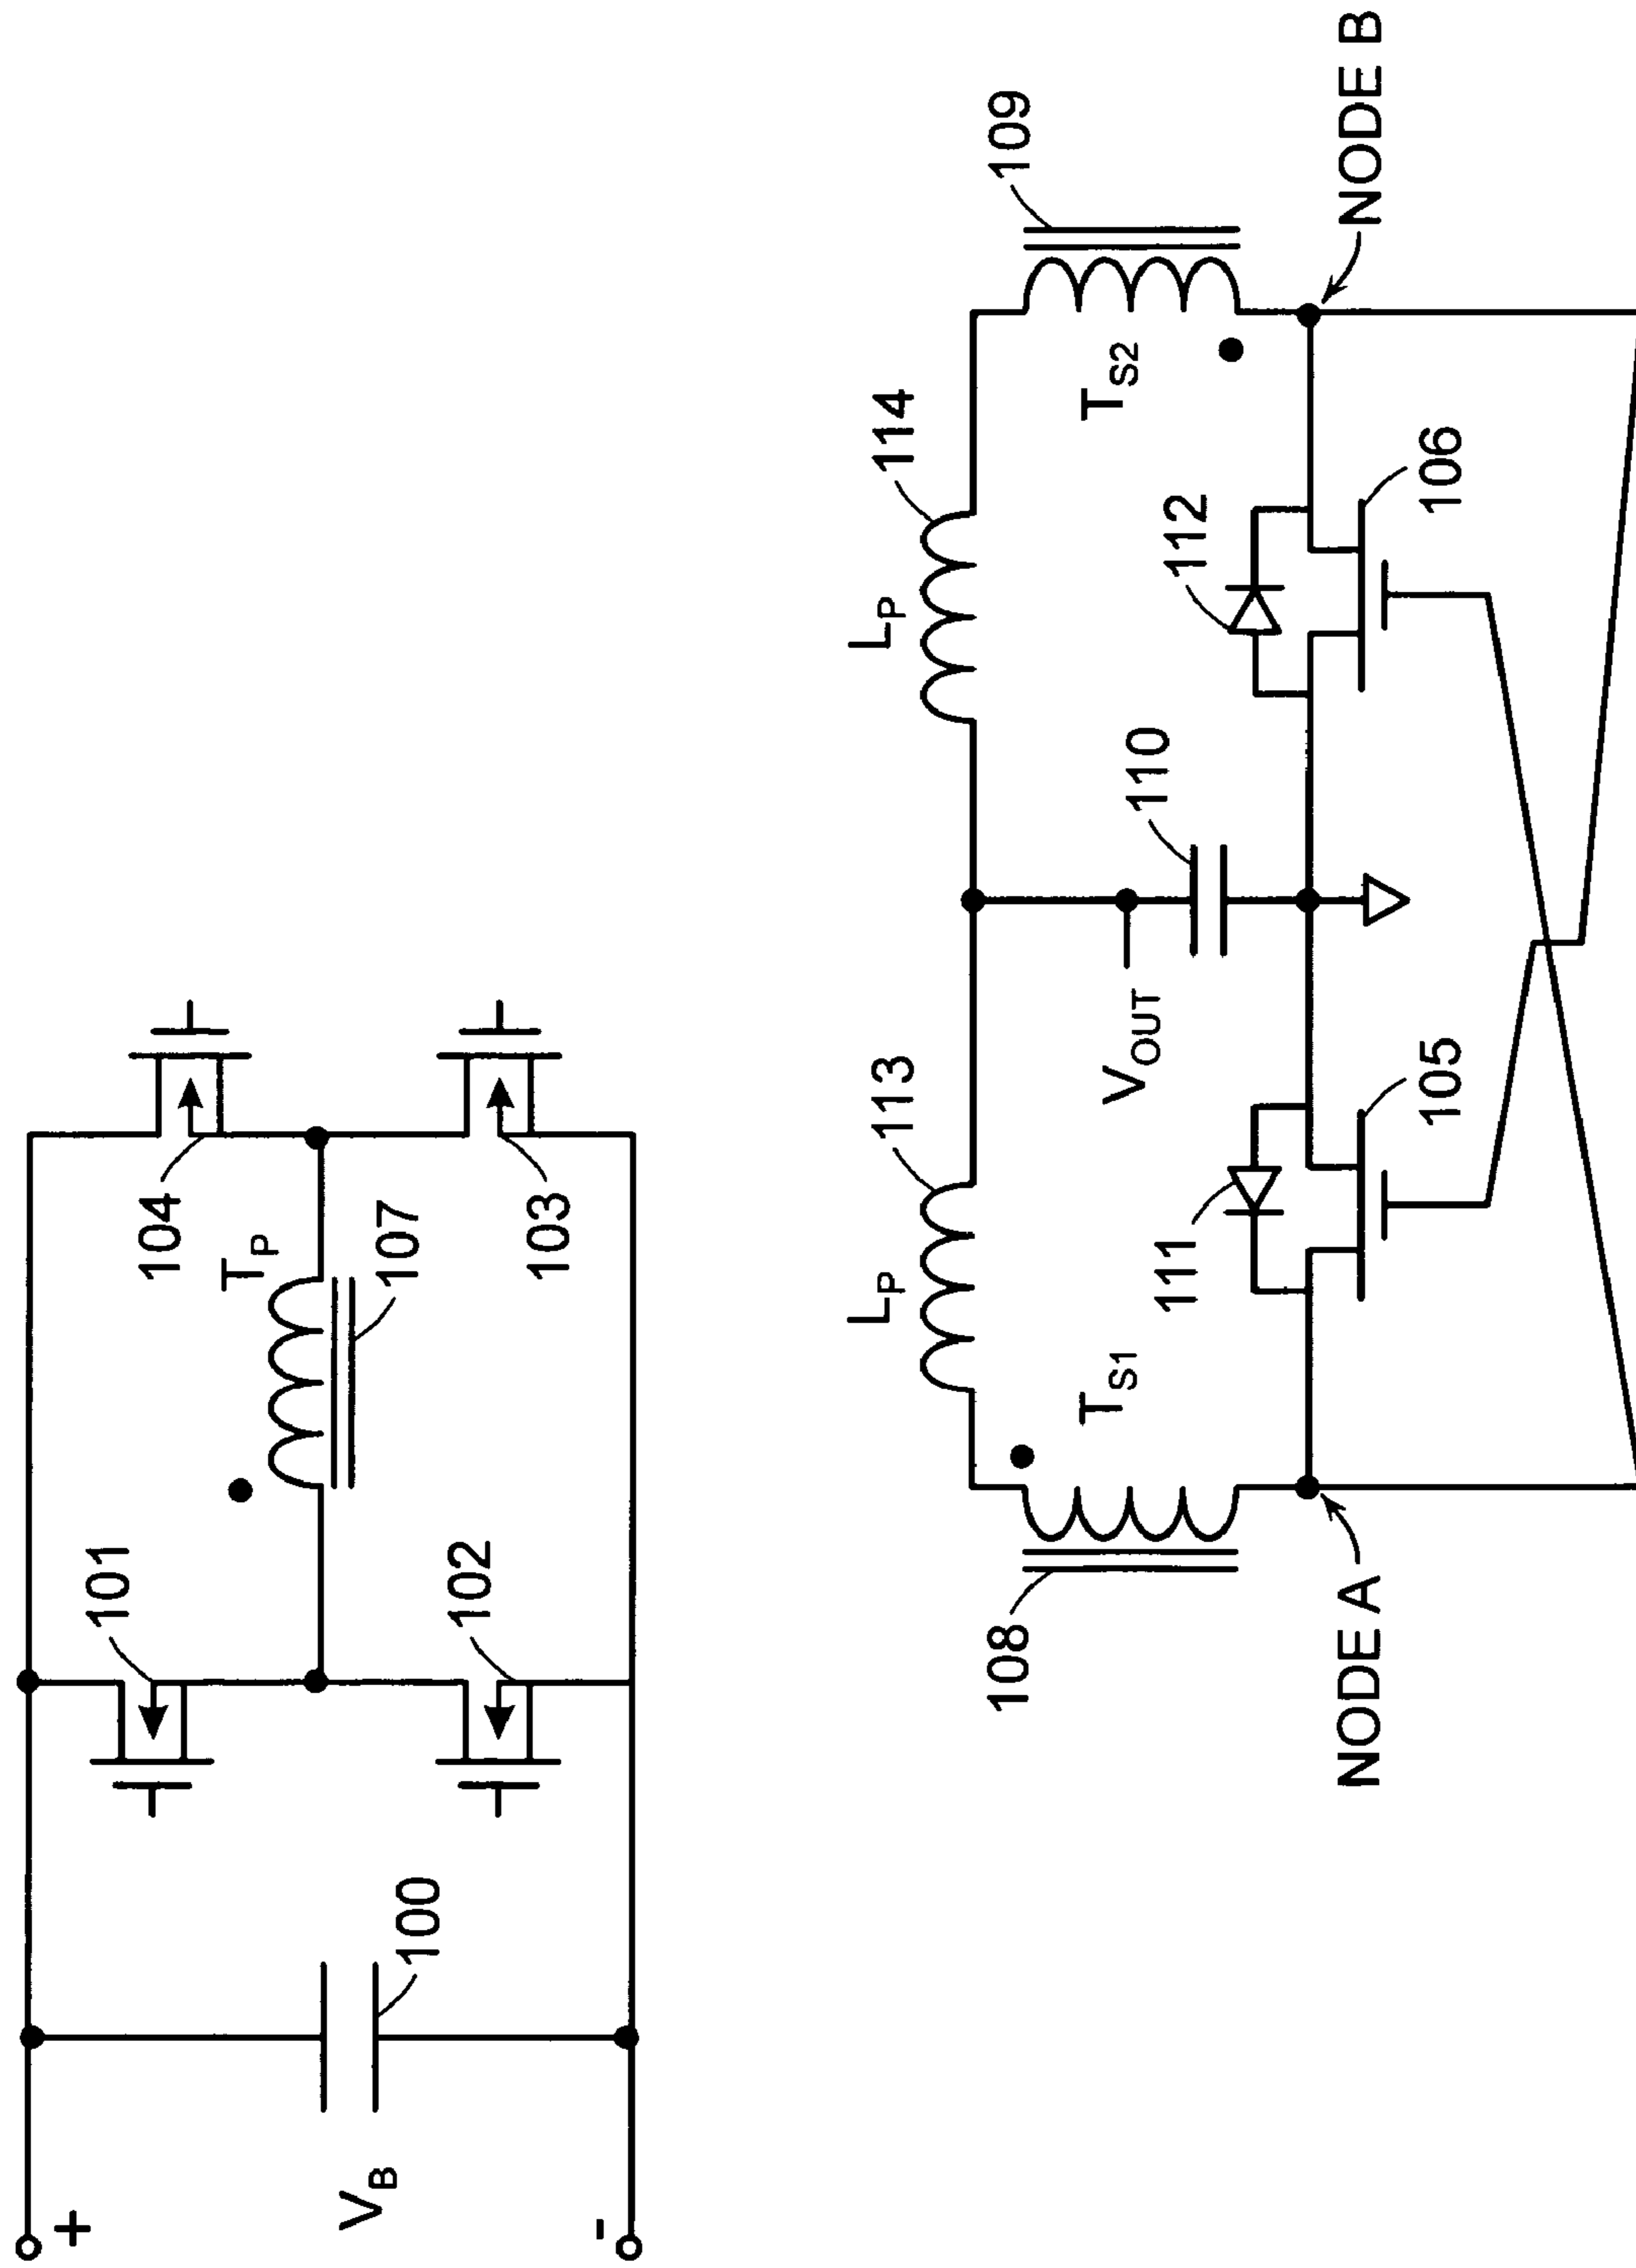 +
V_B
-
100
101
102
T_P
107
104
103
108
T_S1
L_P
113
V_OUT
110
L_P
114
T_S2
109
111
105
112
106
NODE A
NODE B